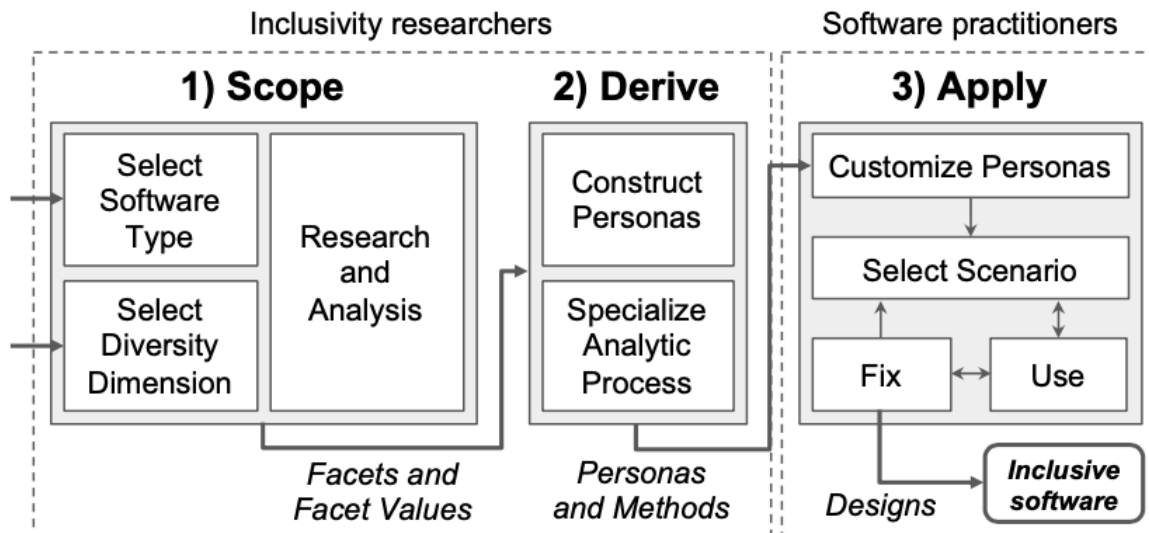 Inclusivity researchers
Software practitioners
1) Scope
2) Derive
3) Apply
Select
Software
Type
Select
Diversity
Dimension
Research
and
Analysis
Construct
Personas
Specialize
Analytic
Process
Customize Personas
Select Scenario
Fix
Use
Facets and
Facet Values
Personas
and Methods
Designs
Inclusive
software